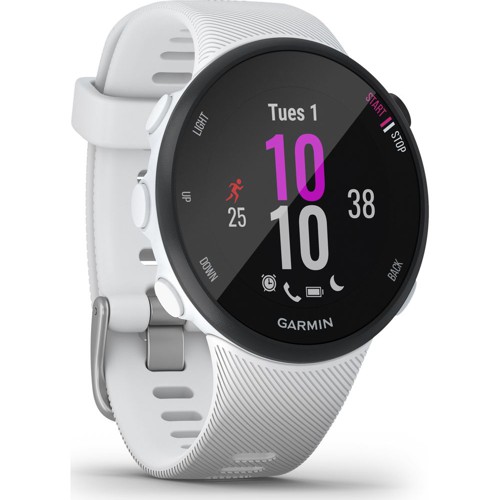 LIGHT
UP
DOWN
START
STOP
BACK
Tues 1
10
25
10
38
GARMIN